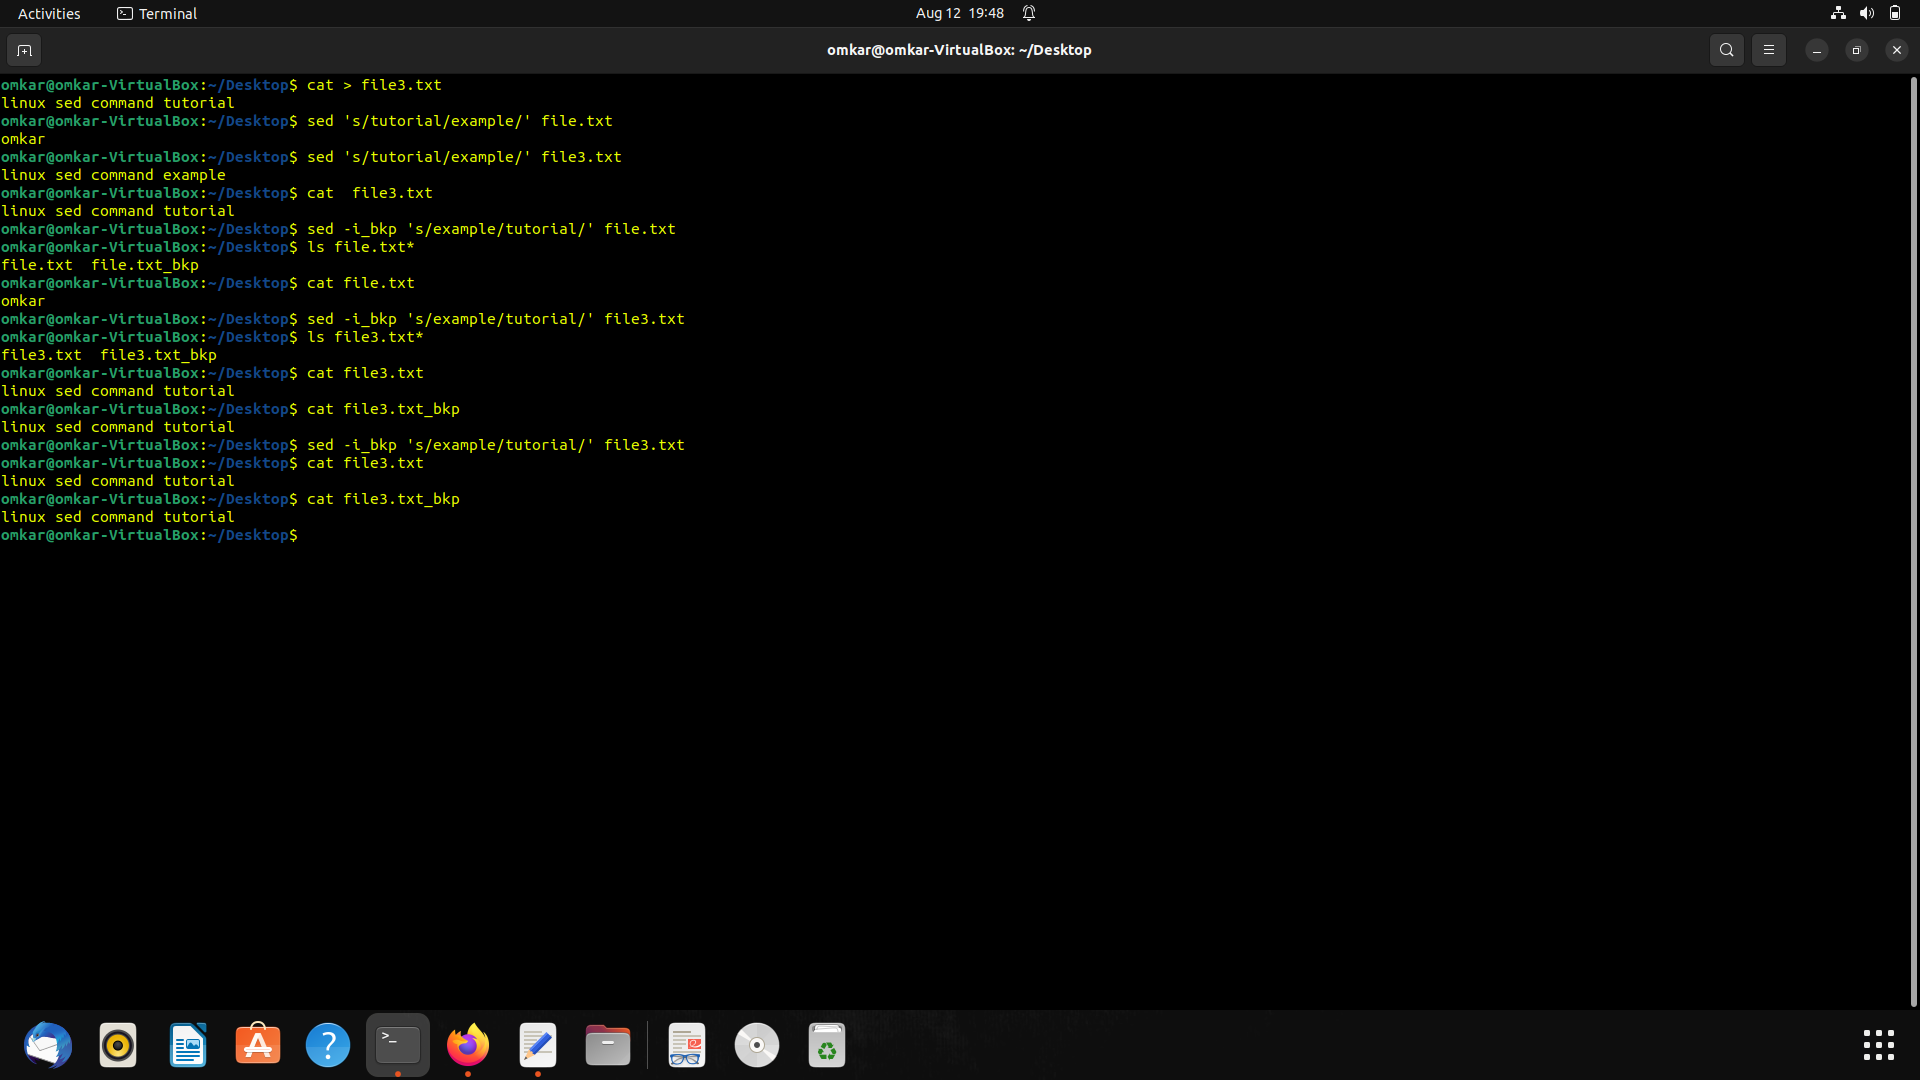 Activities Terminal Aug 12 19:48
omkar@omkar-VirtualBox: ~/Desktop
omkar@omkar-VirtualBox:~/Desktop$ cat > file3.txt
linux sed command tutorial
omkar@omkar-VirtualBox:~/Desktop$ sed 's/tutorial/example/' file.txt
omkar
omkar@omkar-VirtualBox:~/Desktop$ sed 's/tutorial/example/' file3.txt
linux sed command example
omkar@omkar-VirtualBox:~/Desktop$ cat  file3.txt
linux sed command tutorial
omkar@omkar-VirtualBox:~/Desktop$ sed -i_bkp 's/example/tutorial/' file.txt
omkar@omkar-VirtualBox:~/Desktop$ ls file.txt*
file.txt  file.txt_bkp
omkar@omkar-VirtualBox:~/Desktop$ cat file.txt
omkar
omkar@omkar-VirtualBox:~/Desktop$ sed -i_bkp 's/example/tutorial/' file3.txt
omkar@omkar-VirtualBox:~/Desktop$ ls file3.txt*
file3.txt  file3.txt_bkp
omkar@omkar-VirtualBox:~/Desktop$ cat file3.txt
linux sed command tutorial
omkar@omkar-VirtualBox:~/Desktop$ cat file3.txt_bkp
linux sed command tutorial
omkar@omkar-VirtualBox:~/Desktop$ sed -i_bkp 's/example/tutorial/' file3.txt
omkar@omkar-VirtualBox:~/Desktop$ cat file3.txt
linux sed command tutorial
omkar@omkar-VirtualBox:~/Desktop$ cat file3.txt_bkp
linux sed command tutorial
omkar@omkar-VirtualBox:~/Desktop$